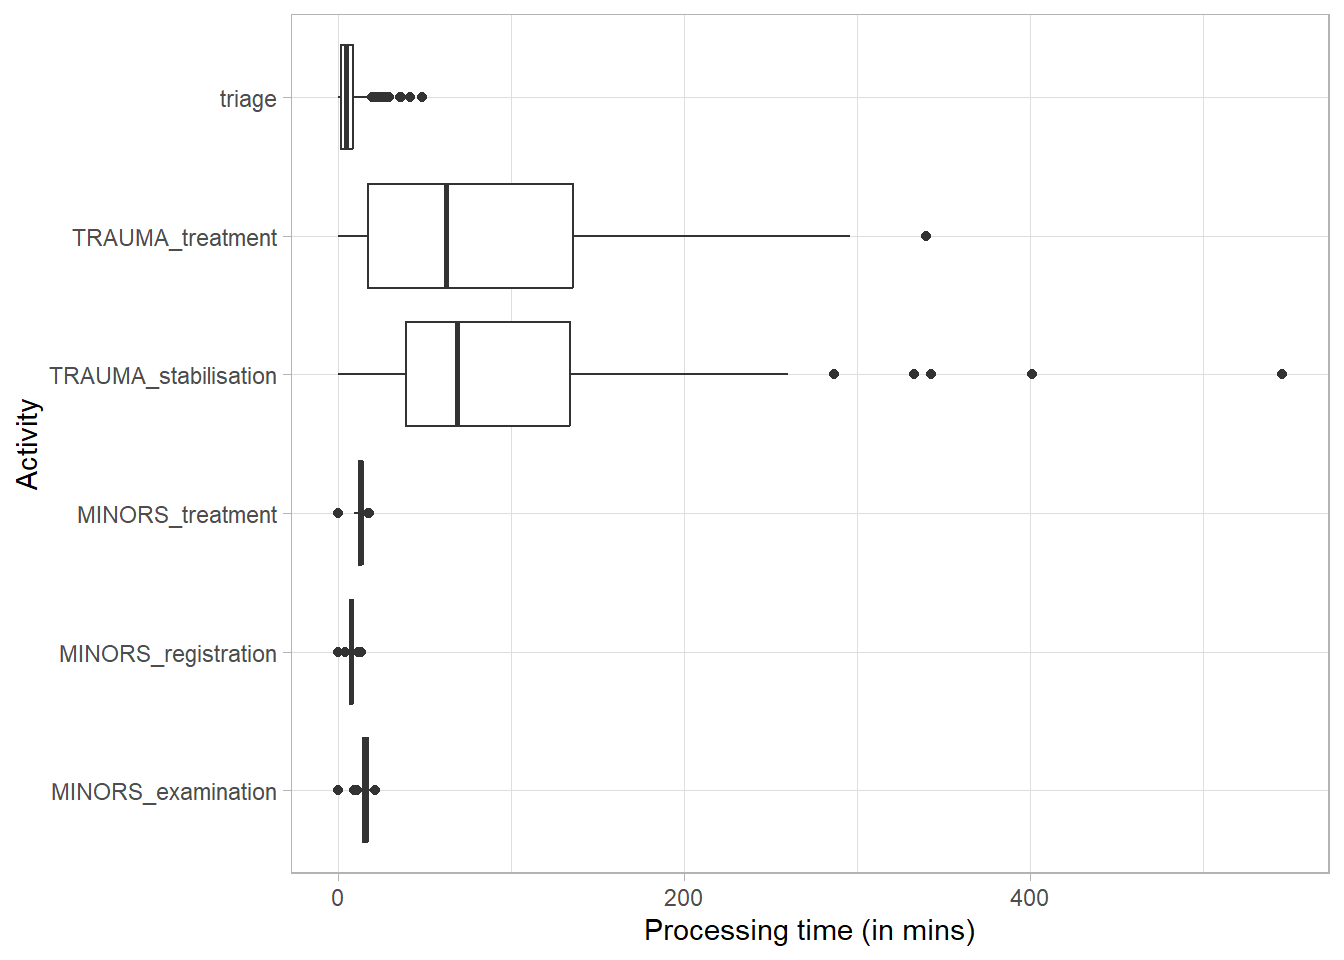 triage
TRAUMA_treatment
TRAUMA_stabilisation
MINORS_treatment
MINORS_registration
MINORS_examination
Activity
0
200
400
Processing time (in mins)